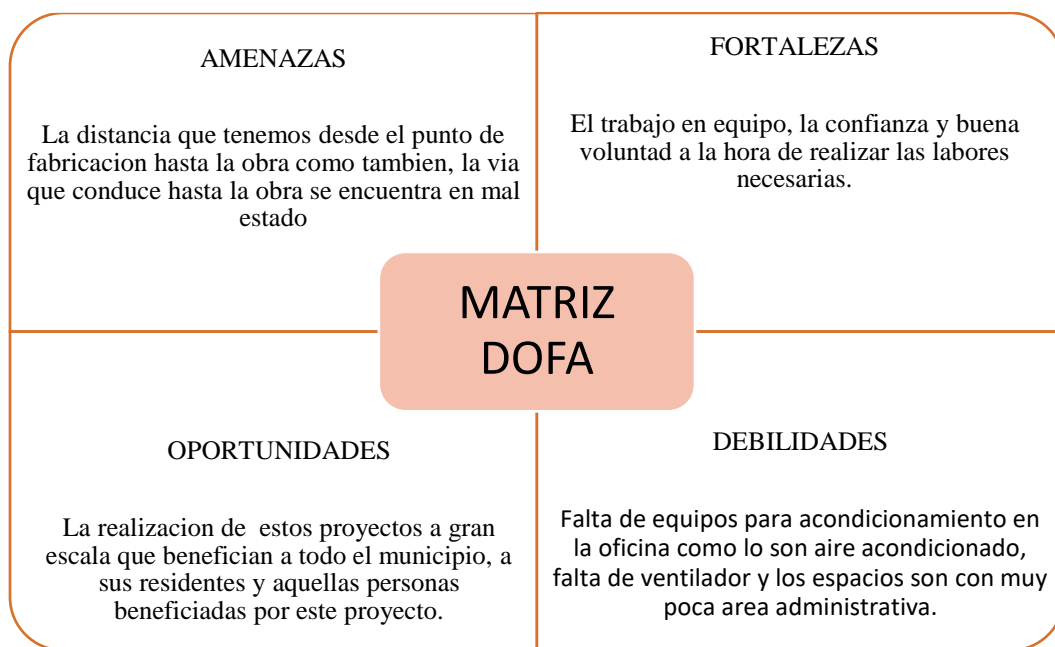 AMENAZAS
La distancia que tenemos desde el punto de
fabricacion hasta la obra como tambien, la via
que conduce hasta la obra se encuentra en mal
estado
FORTALEZAS
El trabajo en equipo, la confianza y buena
voluntad a la hora de realizar las labores
necesarias.
MATRIZ
DOFA
OPORTUNIDADES
La realizacion de estos proyectos a gran
escala que benefician a todo el municipio, a
sus residentes y aquellas personas
beneficiadas por este proyecto.
DEBILIDADES
Falta de equipos para acondicionamiento en
la oficina como lo son aire acondicionado,
falta de ventilador y los espacios son con muy
poca area administrativa.